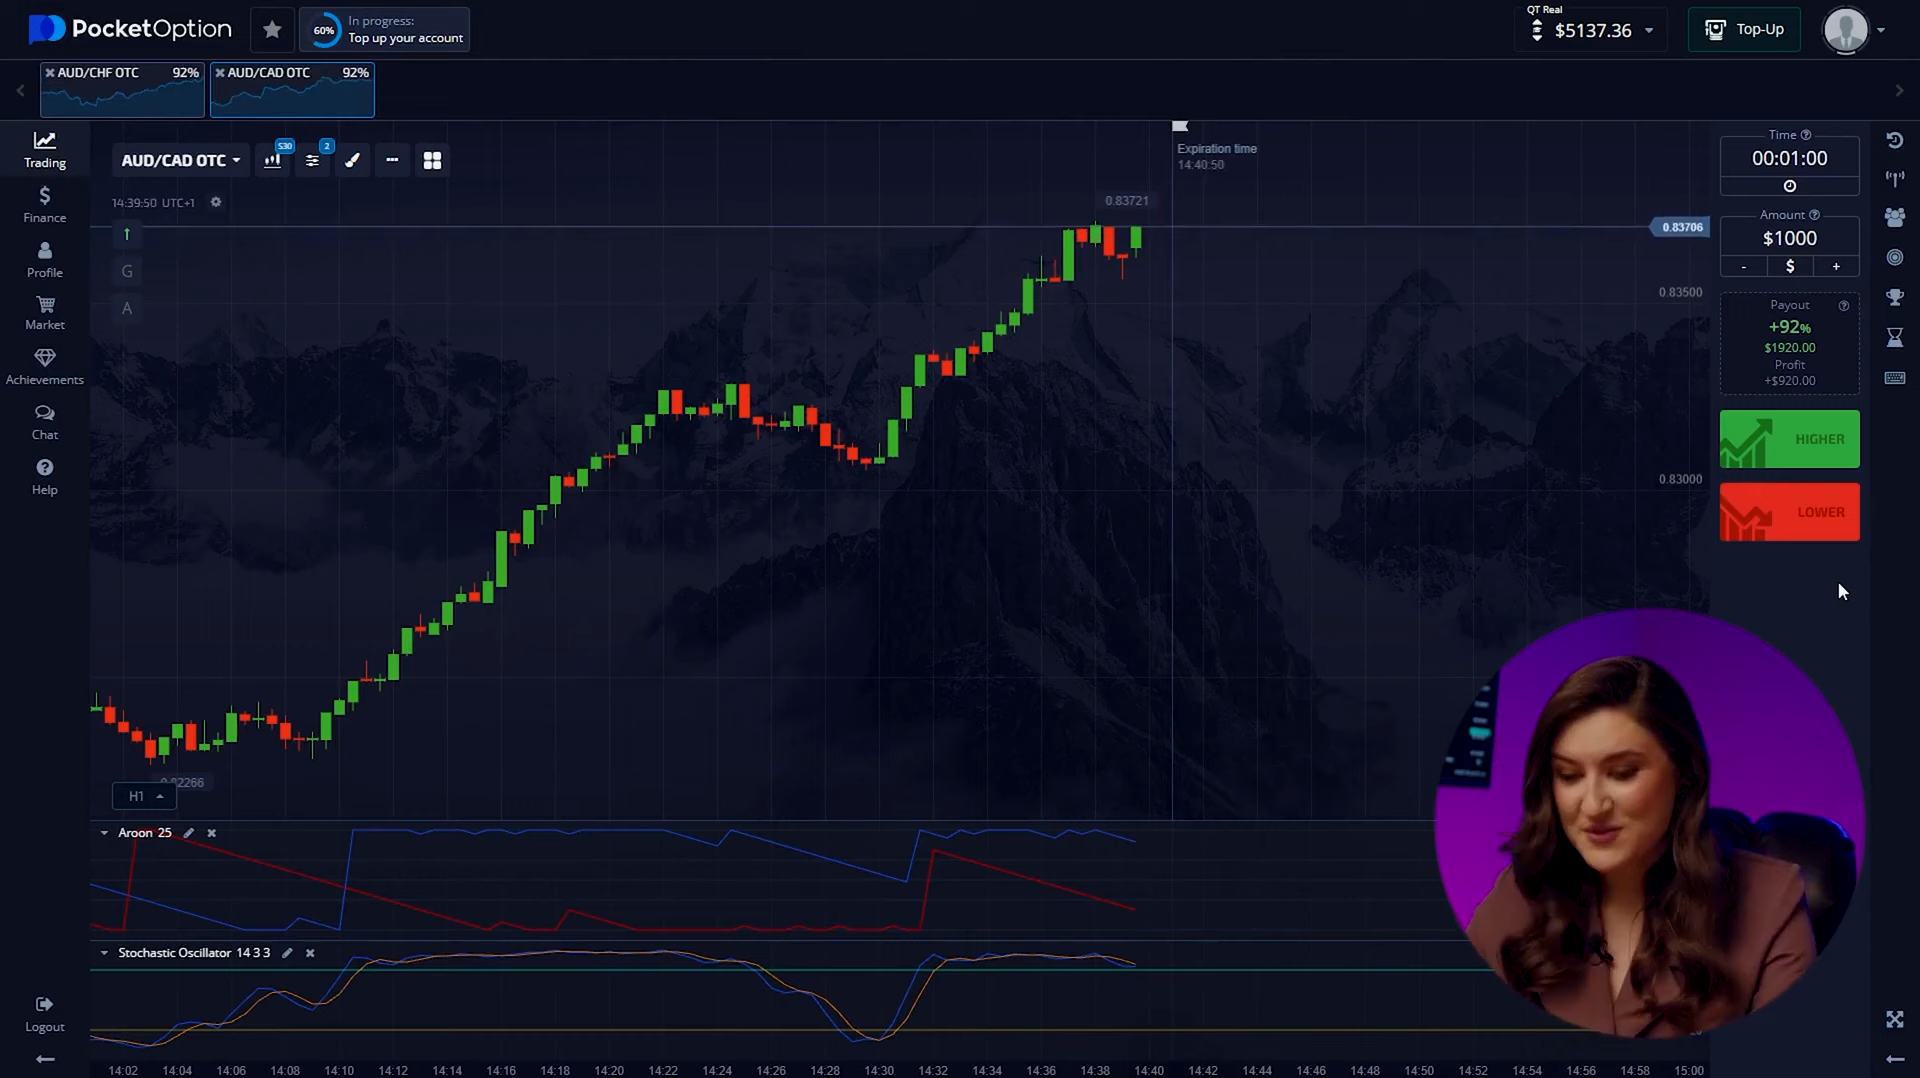 PocketOption
60%
In progress:
Top up your account
QT Real
$5137.36
Top-Up
AUD/CHF OTC 92%
AUD/CAD OTC 92%
Trading
Finance
Profile
Market
Achievements
Chat
Help
Logout
AUD/CAD OTC
S30
2
14:39:50 UTC+1
G
A
Expiration time
14:40:50
0.83721
0.83706
0.83500
0.83000
0.82266
H1
Time
00:01:00
Amount
$1000
- $ +
Payout
+92%
$1920.00
Profit
+$920.00
HIGHER
LOWER
Aroon 25
Stochastic Oscillator 14 3 3
14:02 14:04 14:06 14:08 14:10 14:12 14:14 14:16 14:18 14:20 14:22 14:24 14:26 14:28 14:30 14:32 14:34 14:36 14:38 14:40 14:42 14:44 14:46 14:48 14:50 14:52 14:54 14:56 14:58 15:00